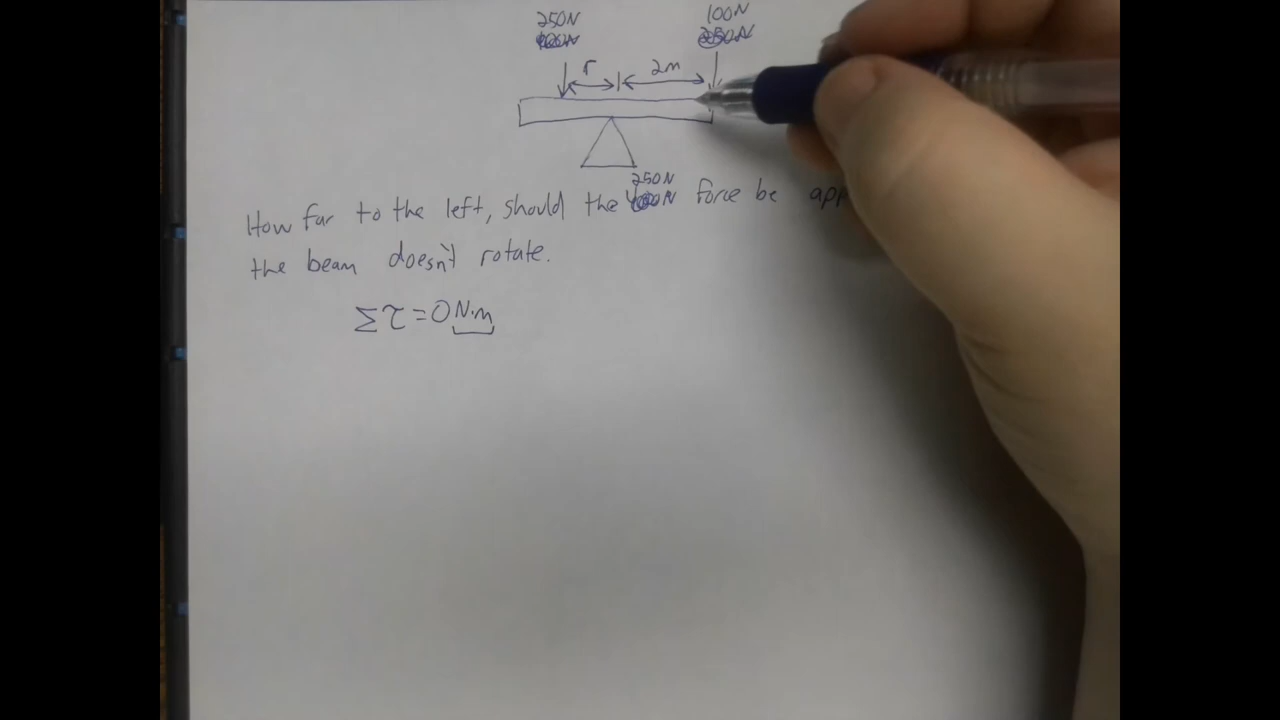 250N 100N
r 2m
250N
How far to the left, should the force be
the beam doesn't rotate.
Στ = 0 N·m